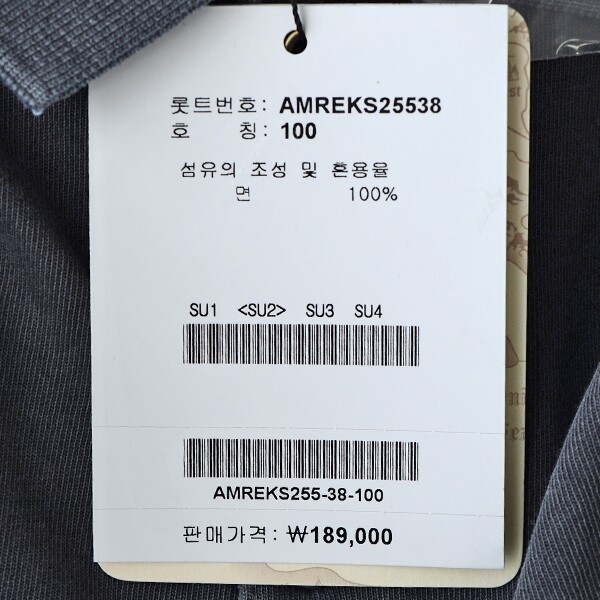 롯트번호: AMREKS25538
호 칭: 100
섬유의 조성 및 혼용율
면 100%
SU1 <SU2> SU3 SU4
AMREKS255-38-100
판매가격: ₩189,000